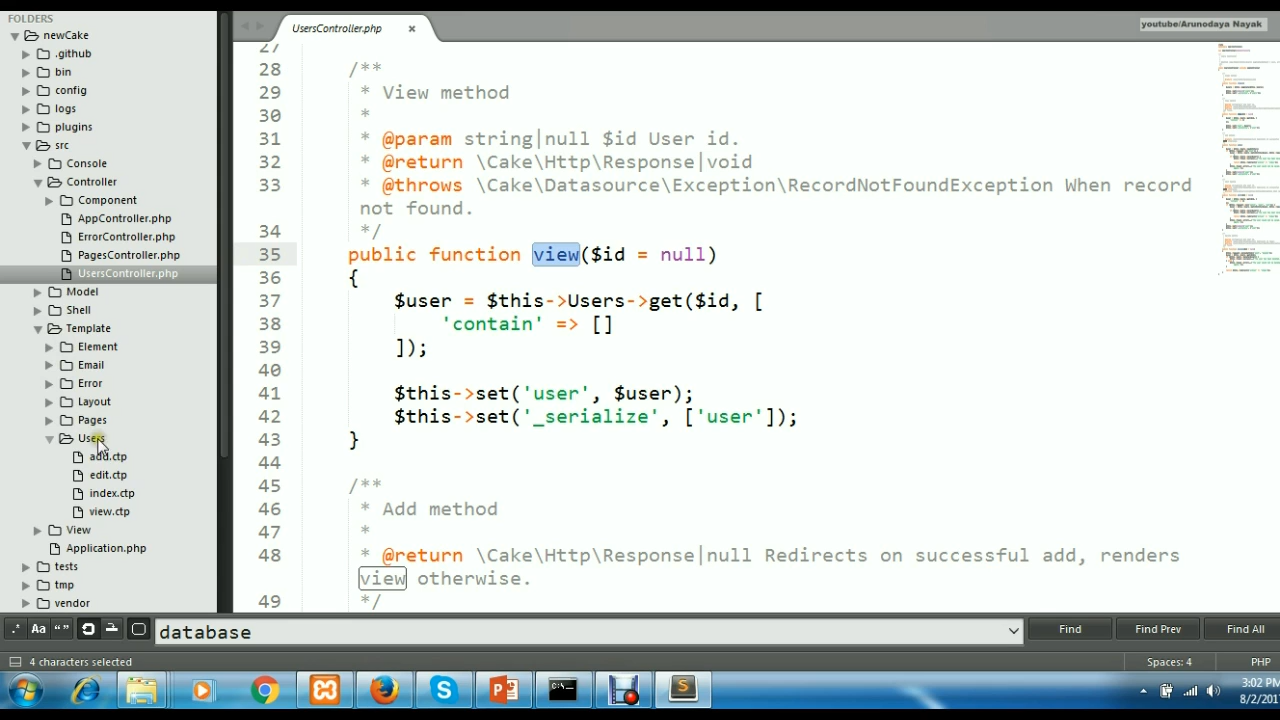 FOLDERS
newCake
.github
bin
config
logs
plugins
src
Console
Controller
Component
AppController.php
ErrorController.php
PagesController.php
UsersController.php
Model
Shell
Template
Element
Email
Error
Layout
Pages
Users
add.ctp
edit.ctp
index.ctp
view.ctp
View
Application.php
tests
tmp
vendor
UsersController.php ×
youtube/Arunodaya Nayak
27
28 /**
29 * View method
30 *
31 * @param string|null $id User id.
32 * @return \Cake\Http\Response|void
33 * @throws \Cake\Datasource\Exception\RecordNotFoundException When record
not found.
34 */
35 public function view($id = null)
36 {
37 $user = $this->Users->get($id, [
38 'contain' => []
39 ]);
40
41 $this->set('user', $user);
42 $this->set('_serialize', ['user']);
43 }
44
45 /**
46 * Add method
47 *
48 * @return \Cake\Http\Response|null Redirects on successful add, renders
view otherwise.
49 */
.* Aa “ ” database Find Find Prev Find All
4 characters selected Spaces: 4 PHP
3:02 PM
8/2/201